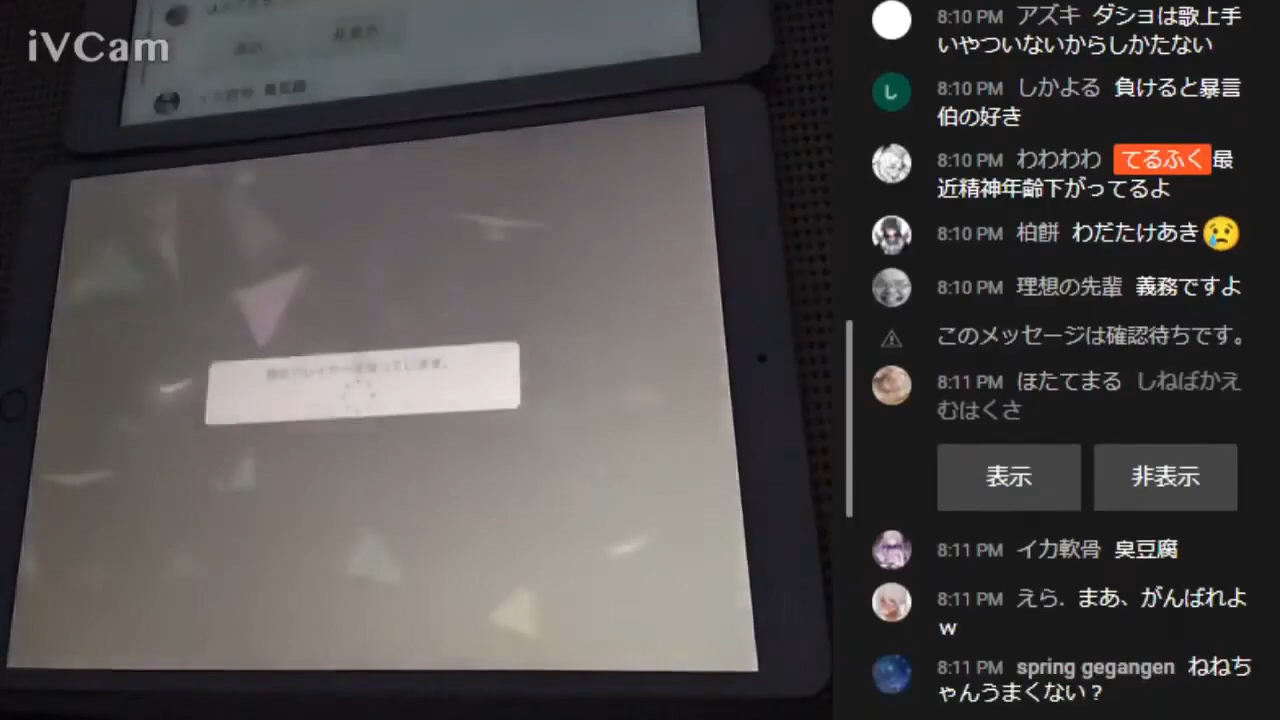 iVCam
8:10 PM アズキ ダショは歌上手
いやついないからしかたない
し
8:10 PM しかよる 負けると暴言
伯の好き
8:10 PM わわわわ てるふく 最
近精神年齢下がってるよ
8:10 PM 柏餅 わだたけあき😢
8:10 PM 理想の先輩 義務ですよ
このメッセージは確認待ちです。
8:11 PM ほたてまる しねばかえ
むはくさ
表示 非表示
8:11 PM イカ軟骨 臭豆腐
8:11 PM えら. まあ、がんばれよ
w
8:11 PM spring gegangen ねねち
ゃんうまくない？